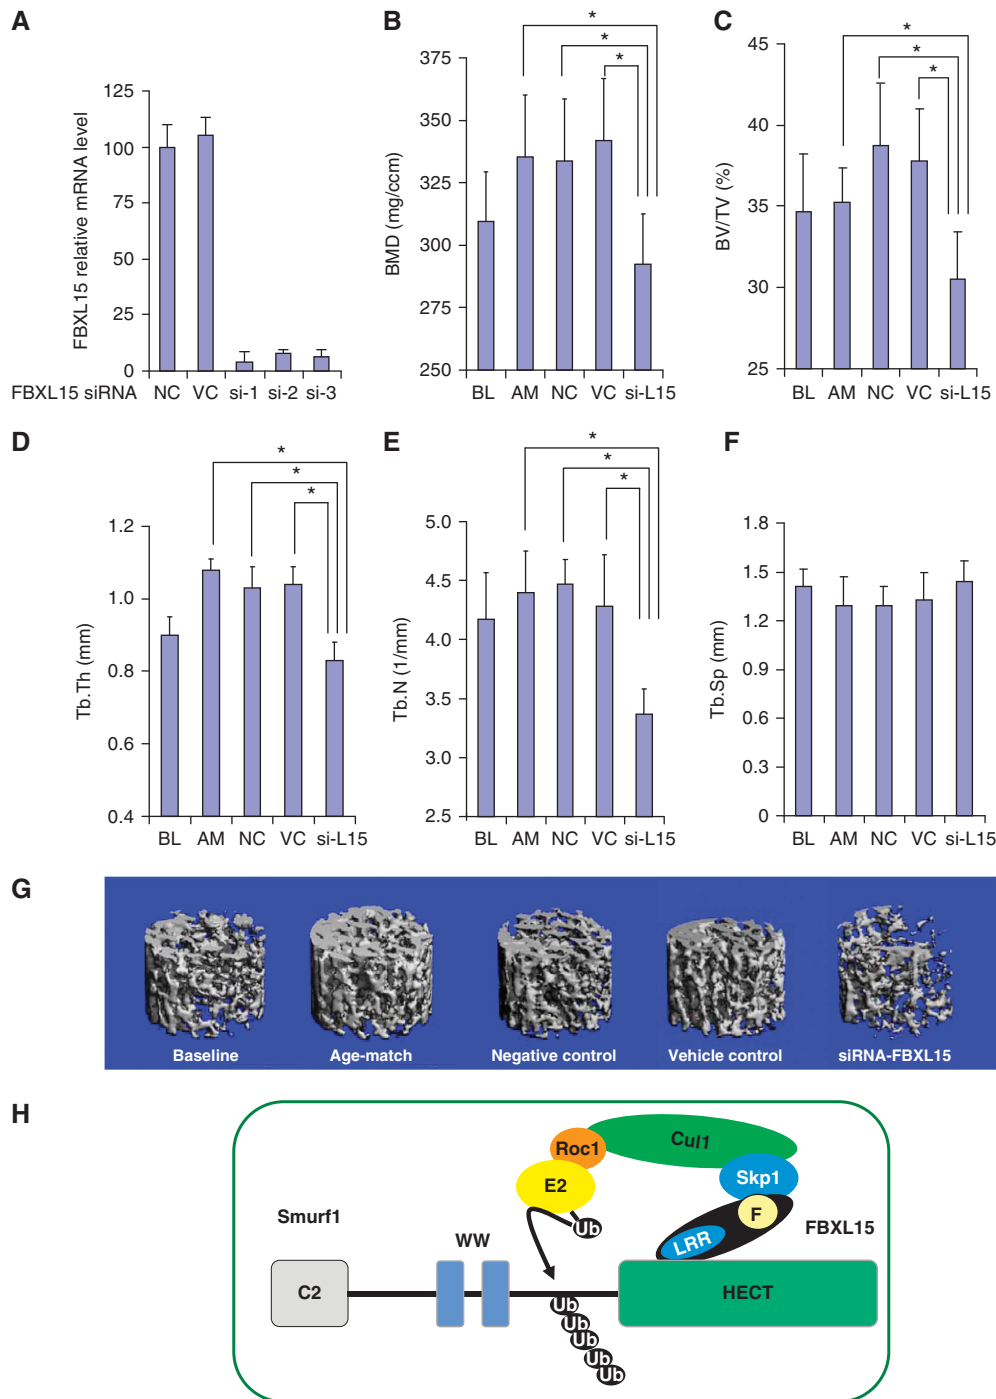 A
FBXL15 relative mRNA level
125
100
75
50
25
0
FBXL15 siRNA NC VC si-1 si-2 si-3
B
BMD (mg/ccm)
375
350
325
300
275
250
BL AM NC VC si-L15
* * *
C
BV/TV (%)
45
40
35
30
25
BL AM NC VC si-L15
* * *
D
Tb.Th (mm)
1.2
1.0
0.8
0.6
0.4
BL AM NC VC si-L15
* * *
E
Tb.N (1/mm)
5.0
4.5
4.0
3.5
3.0
2.5
BL AM NC VC si-L15
* * *
F
Tb.Sp (mm)
1.8
1.5
1.2
0.9
0.6
0.3
0
BL AM NC VC si-L15
G
Baseline Age-match Negative control Vehicle control siRNA-FBXL15
H
Roc1 Cul1
E2 Skp1
Smurf1 Ub F FBXL15
WW LRR
C2 HECT
Ub
Ub
Ub
Ub
Ub